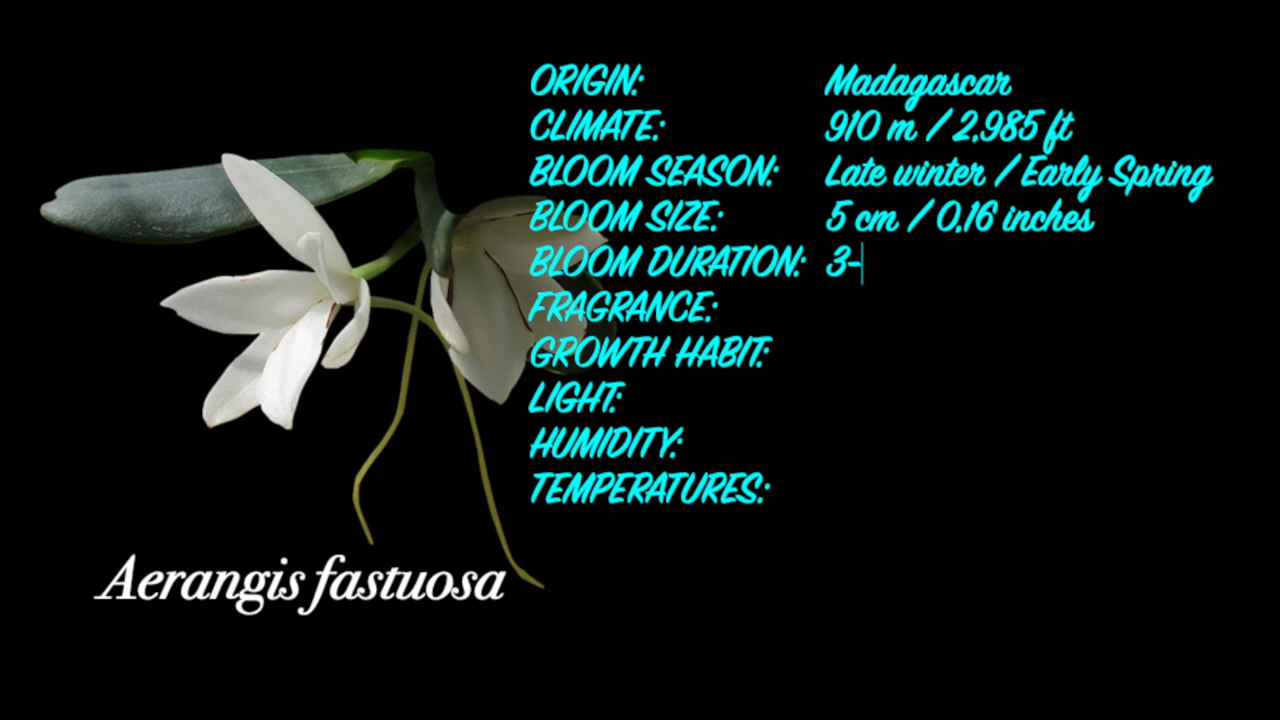 ORIGIN: Madagascar
CLIMATE: 910 m / 2,985 ft
BLOOM SEASON: Late winter / Early Spring
BLOOM SIZE: 5 cm / 0,16 inches
BLOOM DURATION: 3-
FRAGRANCE:
GROWTH HABIT:
LIGHT:
HUMIDITY:
TEMPERATURES:
Aerangis fastuosa